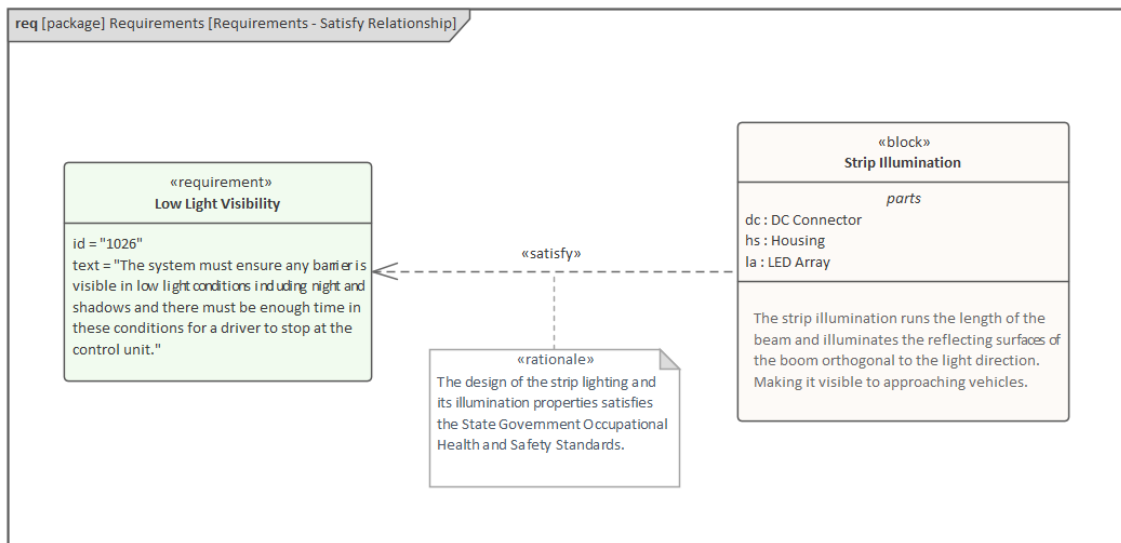 req [package] Requirements [Requirements - Satisfy Relationship]
«requirement»
Low Light Visibility
id = "1026"
text = "The system must ensure any barrier is
visible in low light conditions including night and
shadows and there must be enough time in
these conditions for a driver to stop at the
control unit."
«satisfy»
«rationale»
The design of the strip lighting and
its illumination properties satisfies
the State Government Occupational
Health and Safety Standards.
«block»
Strip Illumination
parts
dc : DC Connector
hs : Housing
la : LED Array
The strip illumination runs the length of the
beam and illuminates the reflecting surfaces of
the boom orthogonal to the light direction.
Making it visible to approaching vehicles.